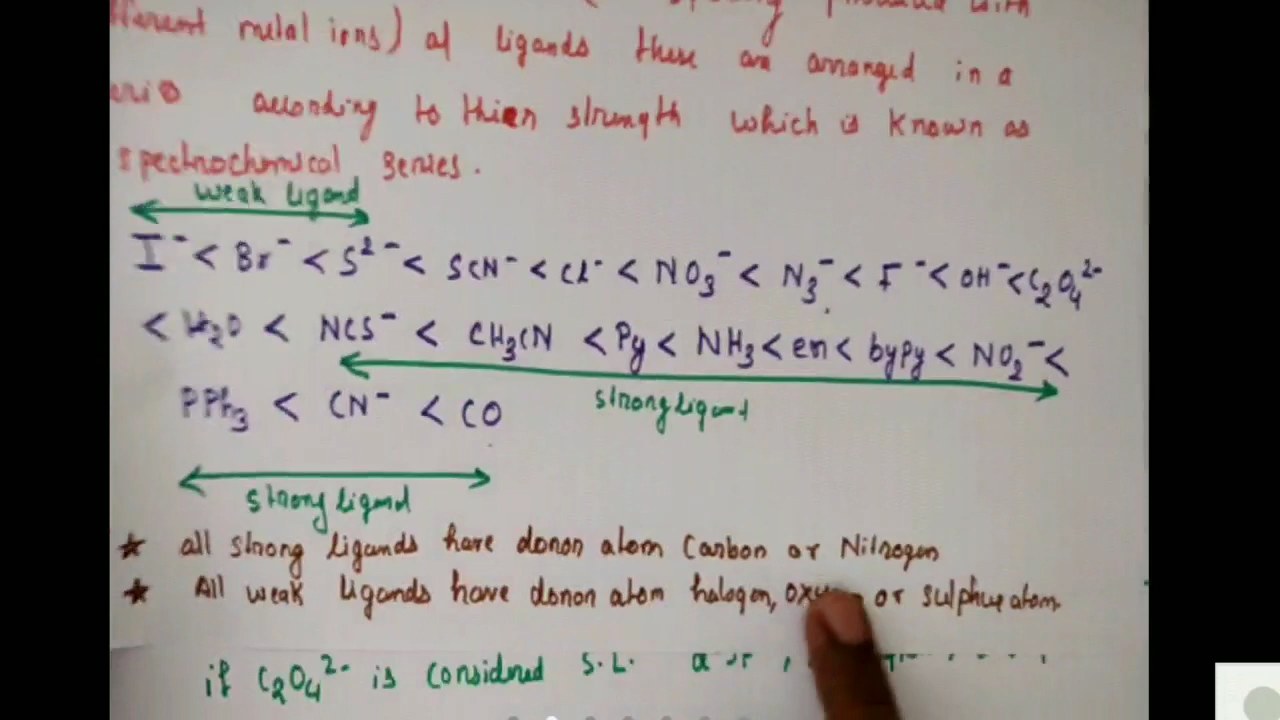 with
metal ions) of ligands these are arranged in a
according to thier strength which is known as
spectrochemical series.
weak ligand
I⁻ < Br⁻ < S²⁻ < SCN⁻ < Cl⁻ < NO₃⁻ < N₃⁻ < F⁻ < OH⁻ < C₂O₄²⁻
< H₂O < NCS⁻ < CH₃CN < Py < NH₃ < en < bypy < NO₂⁻ <
strong ligand
PPh₃ < CN⁻ < CO
strong ligand
★ all strong ligands have donor atom Carbon or Nitrogen
★ All weak ligands have donor atom halogen, or sulphur atom
if C₂O₄²⁻ is considered S.L.